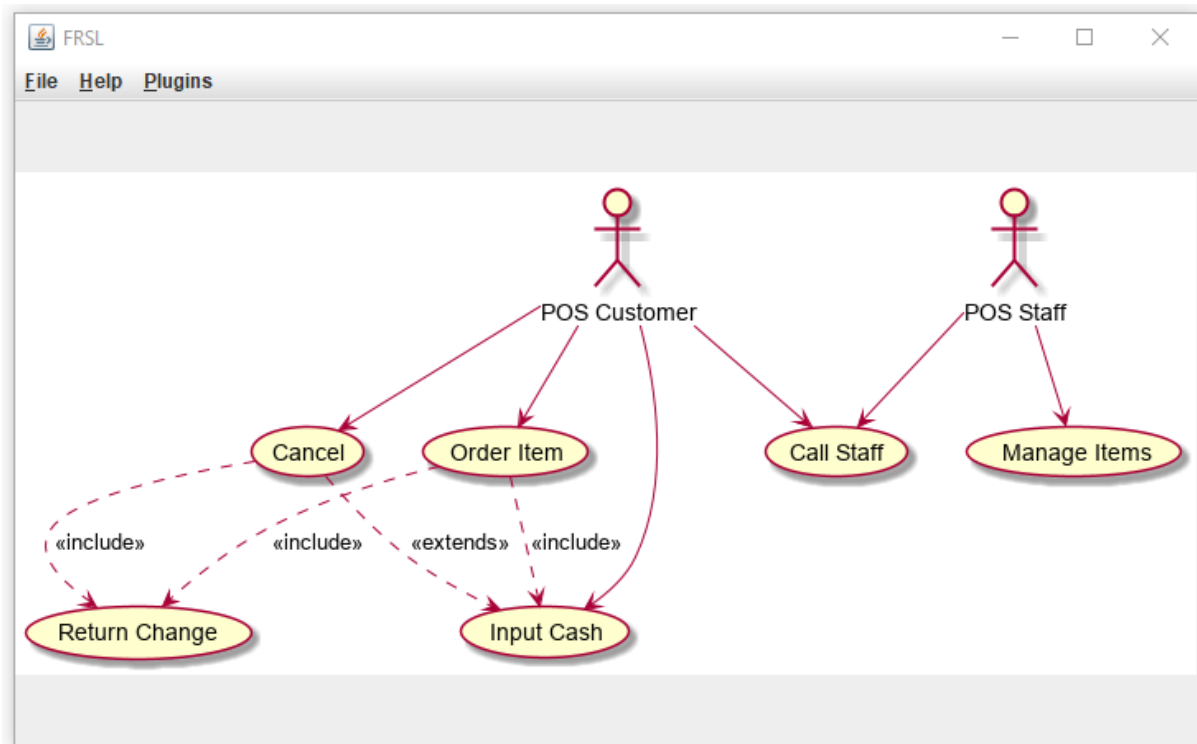 FRSL
File Help Plugins
POS Customer
POS Staff
Cancel
Order Item
Call Staff
Manage Items
«include»
«include»
«extends»
«include»
Return Change
Input Cash